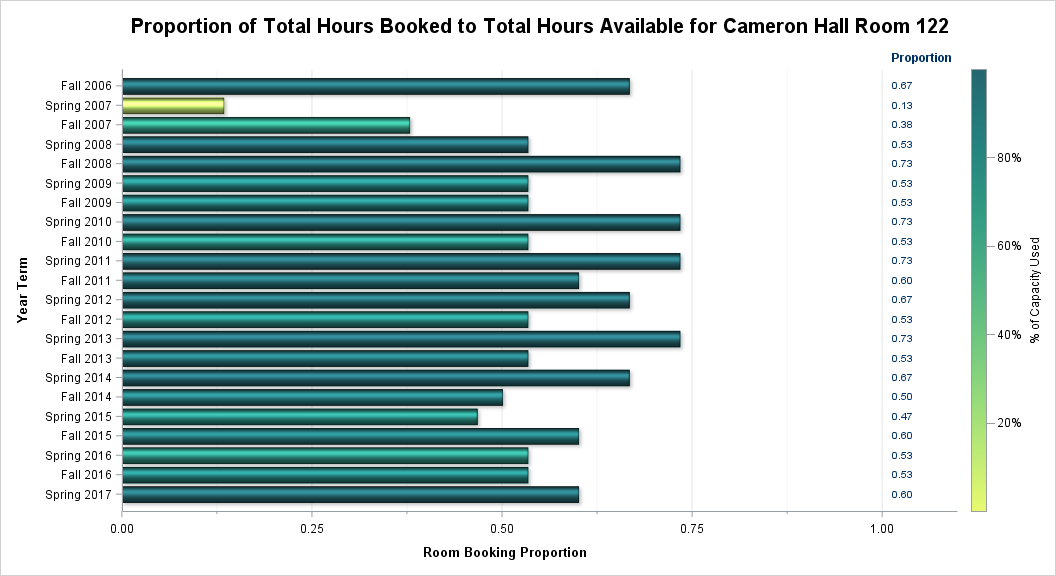 Proportion of Total Hours Booked to Total Hours Available for Cameron Hall Room 122
Proportion
Fall 2006 0.67
Spring 2007 0.13
Fall 2007 0.38
Spring 2008 0.53
Fall 2008 0.73
Spring 2009 0.53
Fall 2009 0.53
Spring 2010 0.73
Fall 2010 0.53
Spring 2011 0.73
Fall 2011 0.60
Spring 2012 0.67
Fall 2012 0.53
Spring 2013 0.73
Fall 2013 0.53
Spring 2014 0.67
Fall 2014 0.50
Spring 2015 0.47
Fall 2015 0.60
Spring 2016 0.53
Fall 2016 0.53
Spring 2017 0.60
Year Term
0.00 0.25 0.50 0.75 1.00
Room Booking Proportion
80%
60%
40%
20%
% of Capacity Used